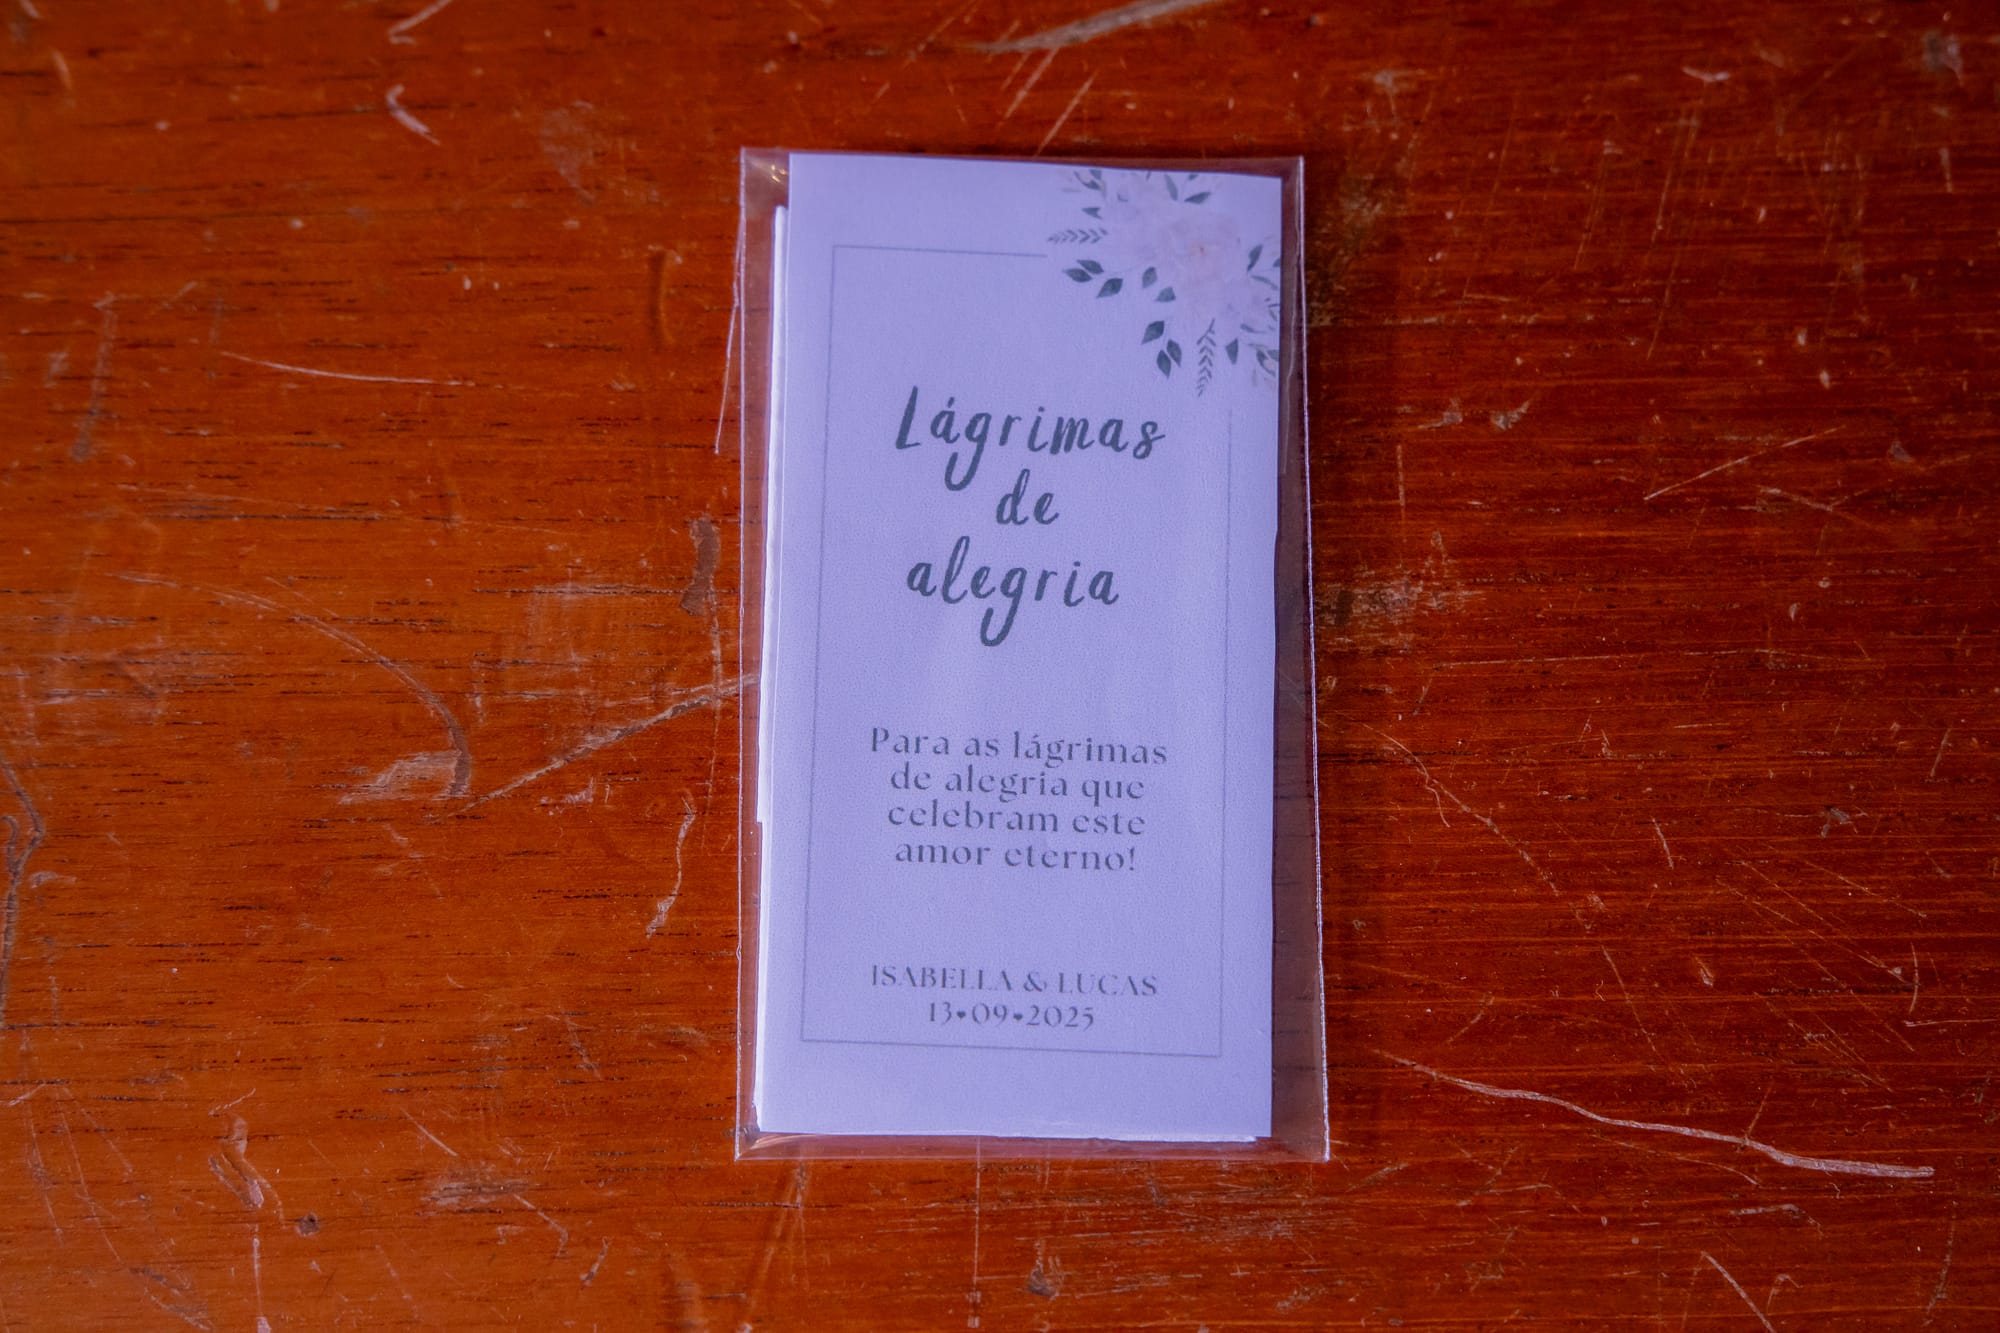 Lágrimas
de
alegria
Para as lágrimas
de alegria que
celebram este
amor eterno!
ISABELLA & LUCAS
13♥09♥2025